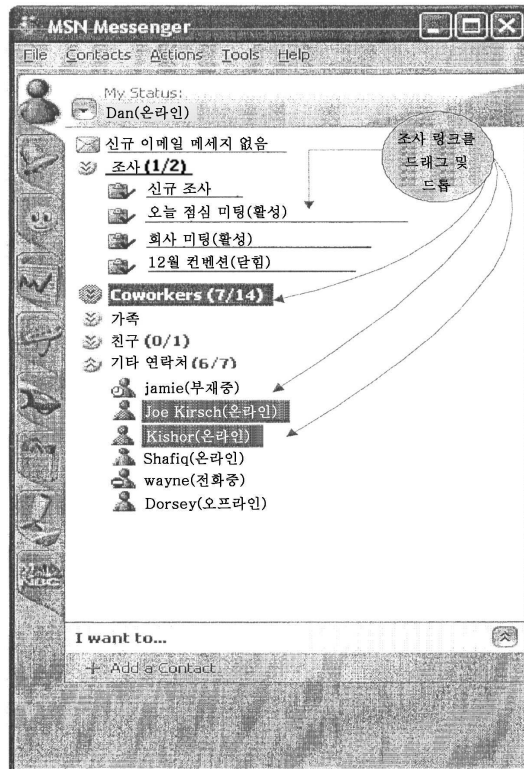 MSN Messenger
File Contacts Actions Tools Help
My Status:
Dan(온라인)
신규 이메일 메세지 없음
조사 링크를
드래그 및
드톱
조사 (1/2)
신규 조사
오늘 점심 미팅(활성)
회사 미팅(활성)
12월 컨벤션(닫힘)
Coworkers (7/14)
가족
친구 (0/1)
기타 연락처 (6/7)
jamie(부재중)
Joe Kirsch(온라인)
Kishor(온라인)
Shafiq(온라인)
wayne(전화중)
Dorsey(오프라인)
NBC
I want to...
+ Add a Contact